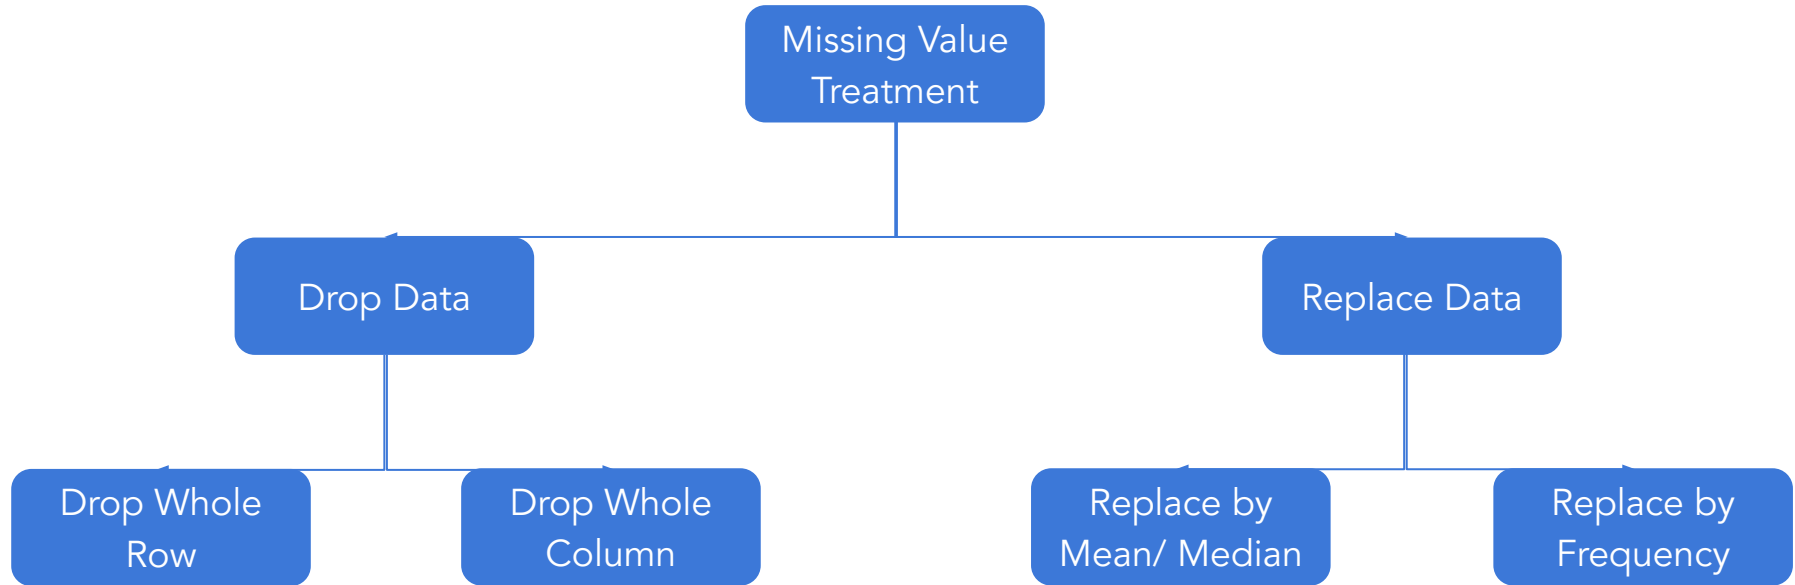 Missing Value
Treatment
Drop Data
Replace Data
Drop Whole
Row
Drop Whole
Column
Replace by
Mean/ Median
Replace by
Frequency